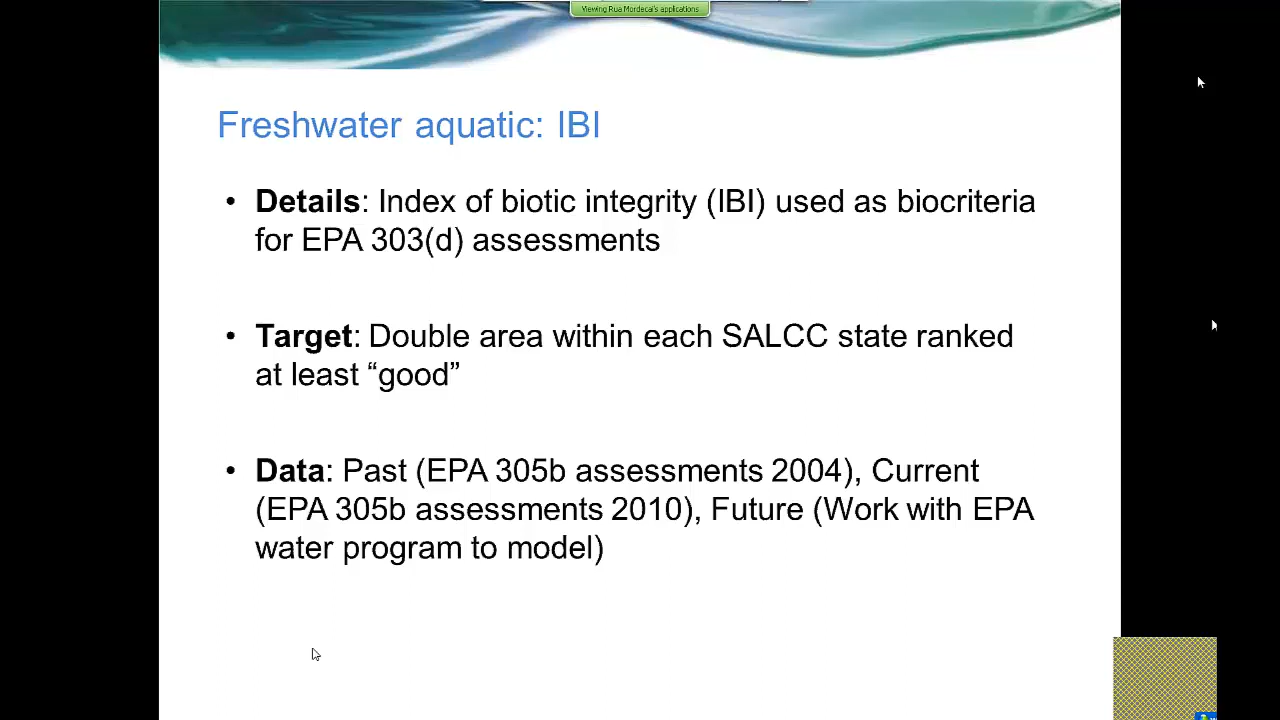 Viewing Rua Mordecai's applications
Freshwater aquatic: IBI
• Details: Index of biotic integrity (IBI) used as biocriteria
for EPA 303(d) assessments
• Target: Double area within each SALCC state ranked
at least “good”
• Data: Past (EPA 305b assessments 2004), Current
(EPA 305b assessments 2010), Future (Work with EPA
water program to model)